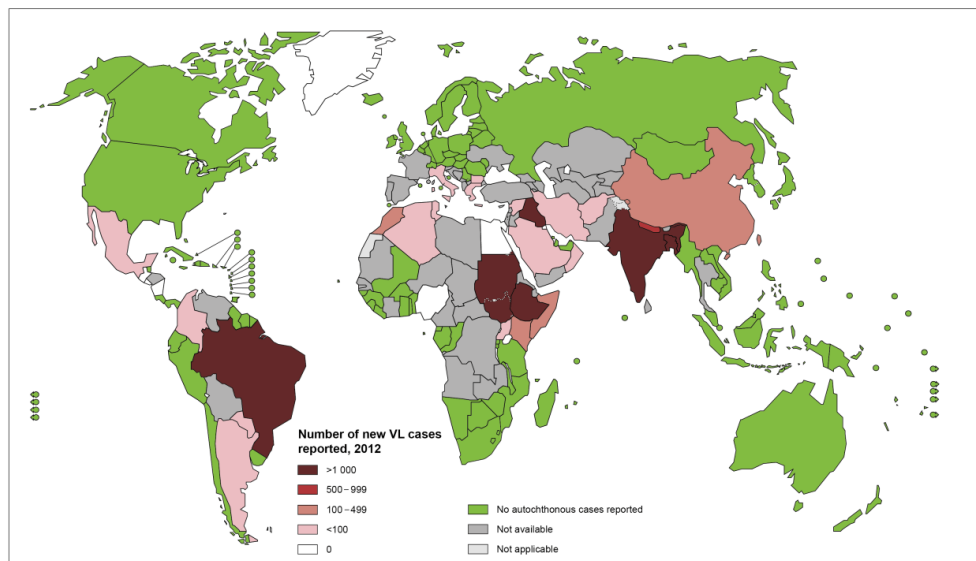 Number of new VL cases
reported, 2012
>1 000
500–999
100–499
<100
0
No autochthonous cases reported
Not available
Not applicable